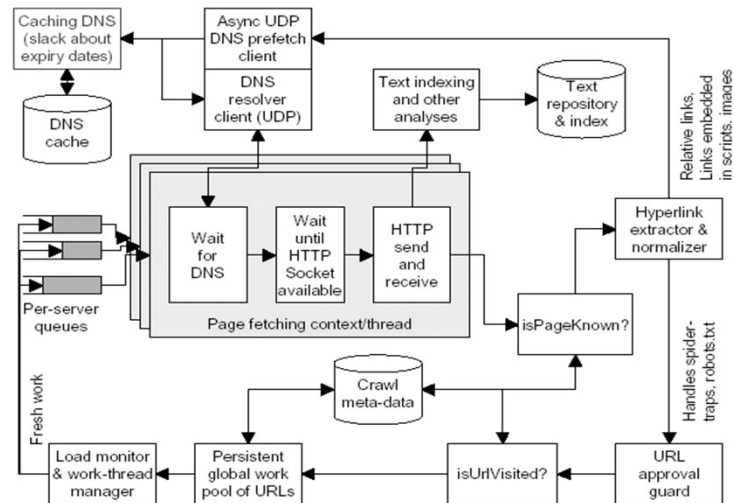 Caching DNS
(slack about
expiry dates)
Async UDP
DNS prefetch
client
DNS
resolver
client (UDP)
DNS
cache
Text indexing
and other
analyses
Text
repository
& index
Relative links,
Links embedded
in scripts, images
Hyperlink
extractor &
normalizer
Wait
for
DNS
Wait
until
HTTP
Socket
available
HTTP
send
and
receive
Per-server
queues
Page fetching context/thread
isPageKnown?
Handles spider-
traps, robots.txt
Fresh work
Crawl
meta-data
Load monitor
& work-thread
manager
Persistent
global work
pool of URLs
isUrlVisited?
URL
approval
guard